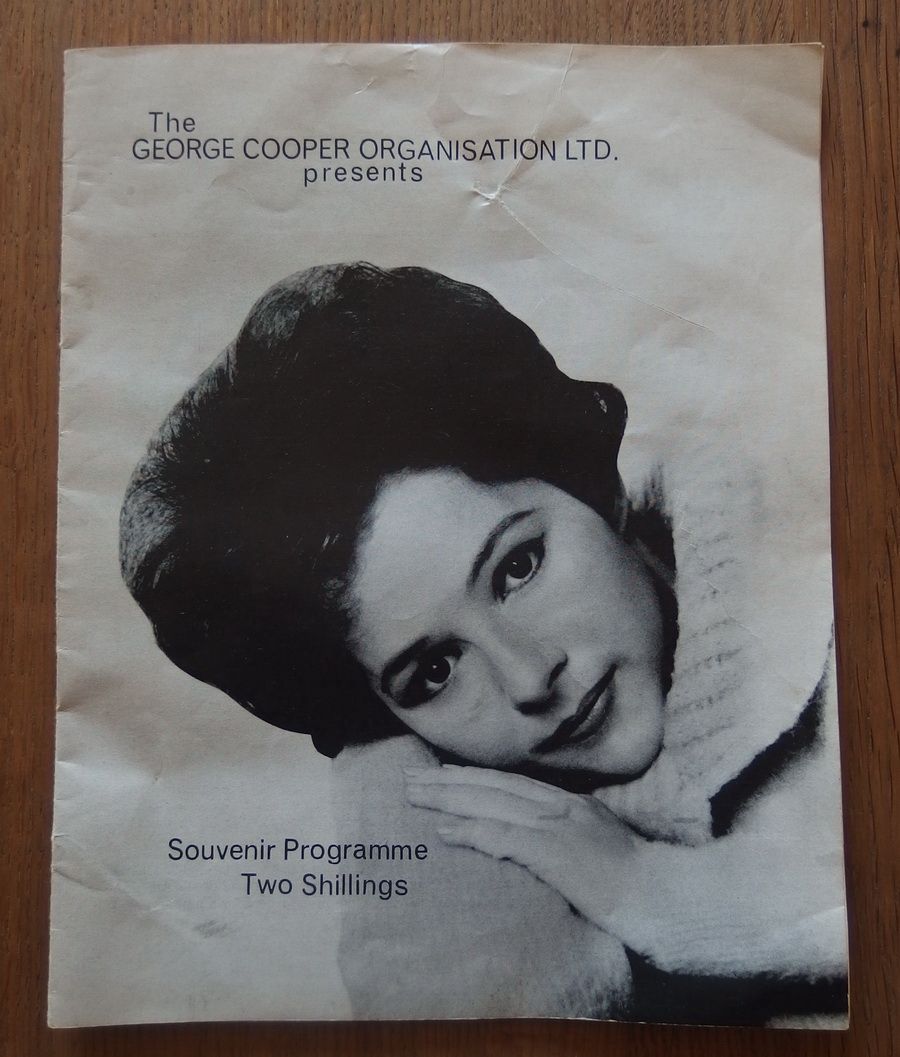 The
GEORGE COOPER ORGANISATION LTD.
presents
Souvenir Programme
Two Shillings